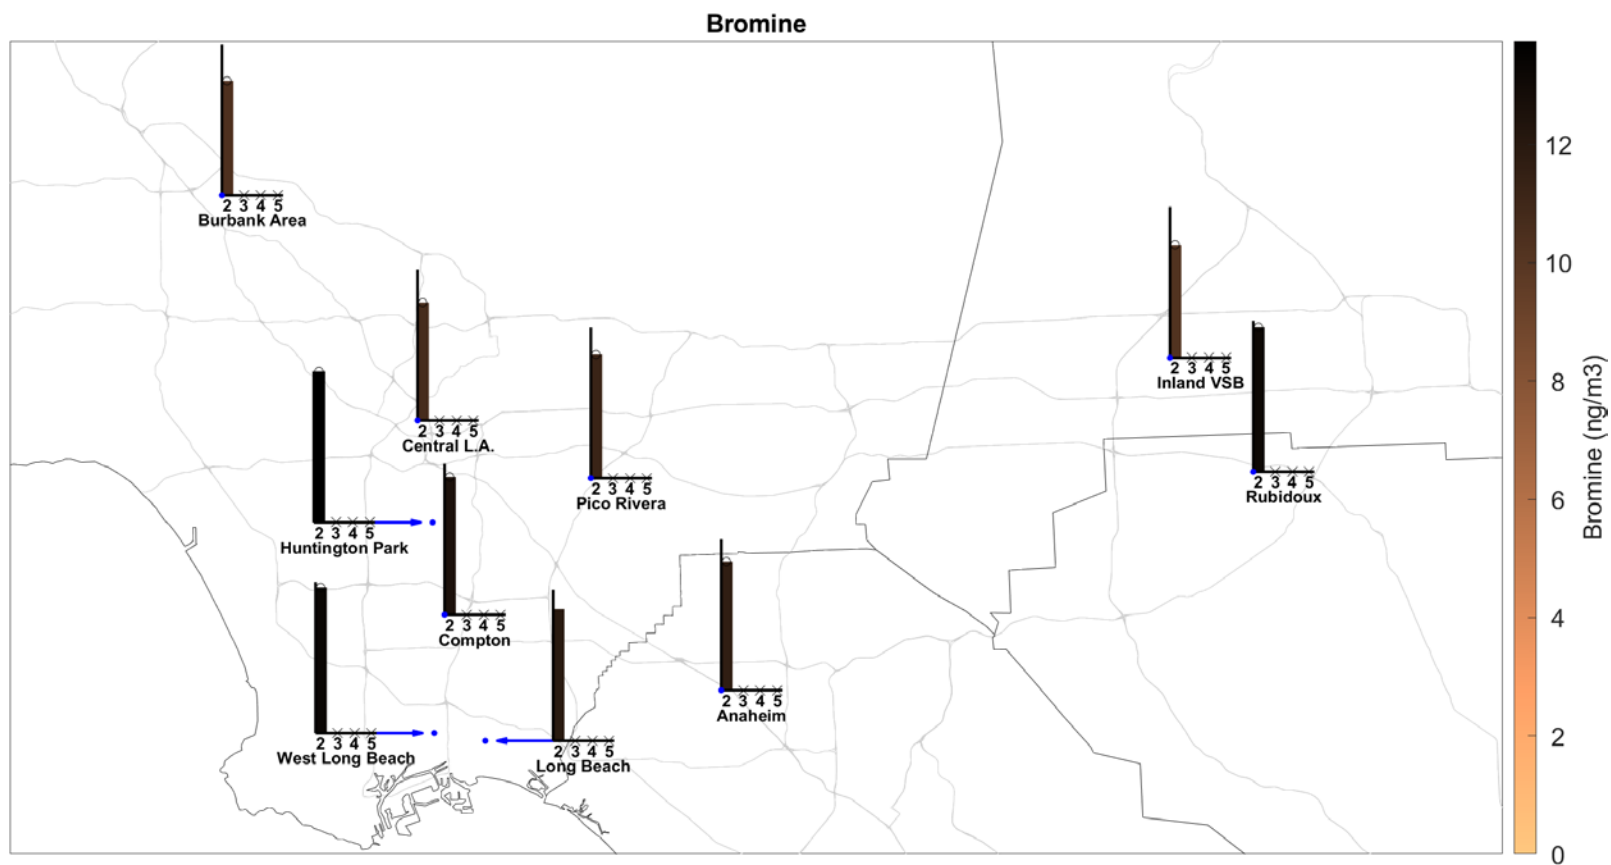 Bromine
2 3 4 5
Burbank Area
2 3 4 5
Inland VSB
2 3 4 5
Central L.A.
2 3 4 5
Pico Rivera
2 3 4 5
Rubidoux
2 3 4 5
Huntington Park
2 3 4 5
Compton
2 3 4 5
Anaheim
2 3 4 5
West Long Beach
2 3 4 5
Long Beach
12
10
8
6
4
2
0
Bromine (ng/m3)